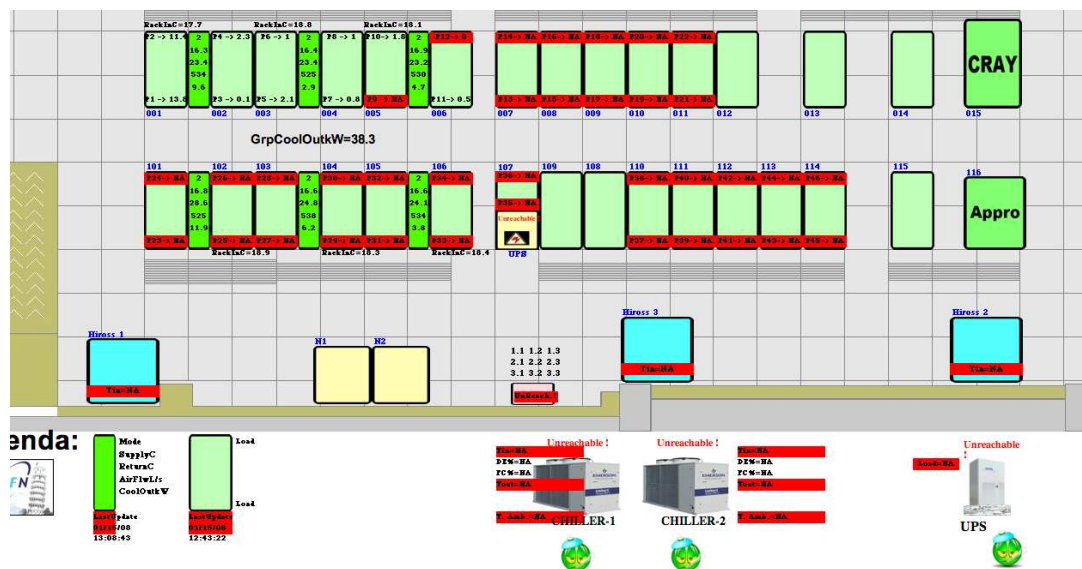 RackInC=17.7 RackInC=18.8 RackInC=18.1
P2 -> 11.4 2 P4 -> 2.3 P6 -> 1 2 P8 -> 1 P10 -> 1.8 2 P12 -> 0 P14-> NA P16-> NA P18-> NA P20-> NA P22-> NA
16.3 16.4 16.9
23.4 23.4 23.2
534 525 530
9.6 2.9 4.7
CRAY
P1 -> 13.8 P3 -> 0.1 P5 -> 2.1 P7 -> 0.8 P9 -> NA P11-> 0.5 P13-> NA P15-> NA P17-> NA P19-> NA P21-> NA
001 002 003 004 005 006 007 008 009 010 011 012 013 014 015
GrpCoolOutkW=38.3
101 102 103 104 105 106 107 109 108 110 111 112 113 114 115 116
P24-> NA 2 P26-> NA P28-> NA 2 P30-> NA P32-> NA 2 P34-> NA P36-> NA P38-> NA P40-> NA P42-> NA P44-> NA P46-> NA
16.8 16.6 16.6
28.6 24.8 24.1
525 538 534
11.9 6.2 3.8
P35-> NA
Unreachable !
Appro
P23-> NA P25-> NA P27-> NA P29-> NA P31-> NA P33-> NA P37-> NA P39-> NA P41-> NA P43-> NA P45-> NA
RackInC=18.9 RackInC=18.3 RackInC=18.4 UPS
Hiross 1 N1 N2 Hiross 3 Hiross 2
1.1 1.2 1.3
2.1 2.2 2.3
3.1 3.2 3.3
Tin=NA Tin=NA Tin=NA
UnReach.!
enda:
FN
Mode
SupplyC
ReturnC
AirFlwL/s
CoolOutkW
Load
Load
LastUpdate LastUpdate
01/15/08 01/15/08
13:08:43 12:43:22
Unreachable ! Unreachable ! Unreachable !
Tin=NA Tin=NA
DE%=NA DE%=NA
FC%=NA FC%=NA
Tout=NA Tout=NA
T. Amb.=NA T. Amb.=NA
Load=NA
CHILLER-1 CHILLER-2 UPS